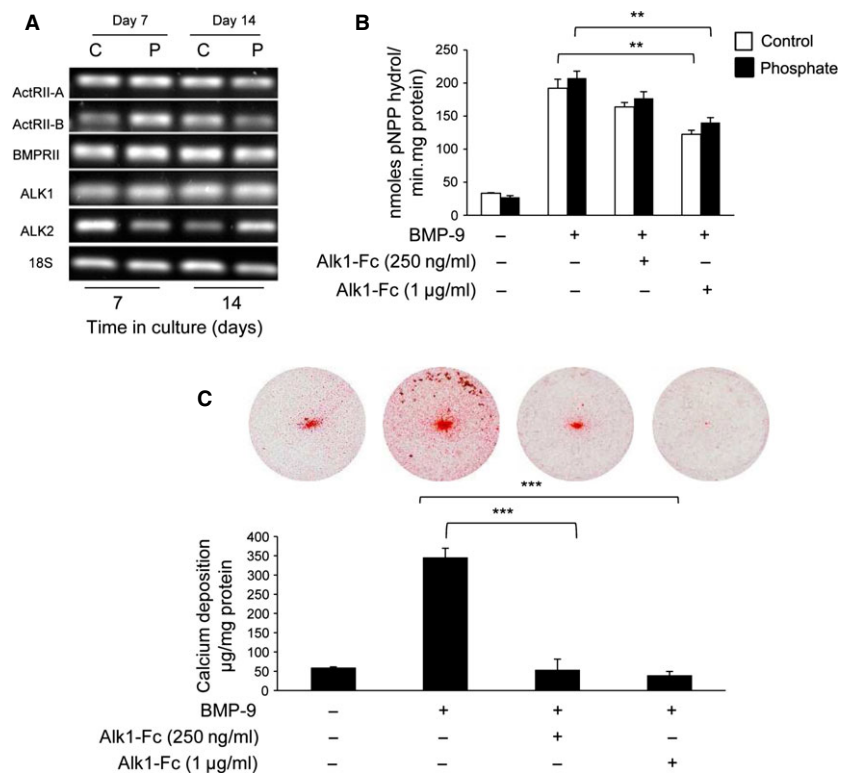 A
Day 7 Day 14
C P C P
ActRII-A
ActRII-B
BMPRII
ALK1
ALK2
18S
7 14
Time in culture (days)
B
** 
**
Control
Phosphate
nmoles pNPP hydrol/
min.mg protein)
250
200
150
100
50
0
BMP-9 – + + +
Alk1-Fc (250 ng/ml) – – + –
Alk1-Fc (1 µg/ml) – – – +
C
***
***
Calcium deposition
µg/mg protein
400
350
300
250
200
150
100
50
0
BMP-9 – + + +
Alk1-Fc (250 ng/ml) – – + –
Alk1-Fc (1 µg/ml) – – – +